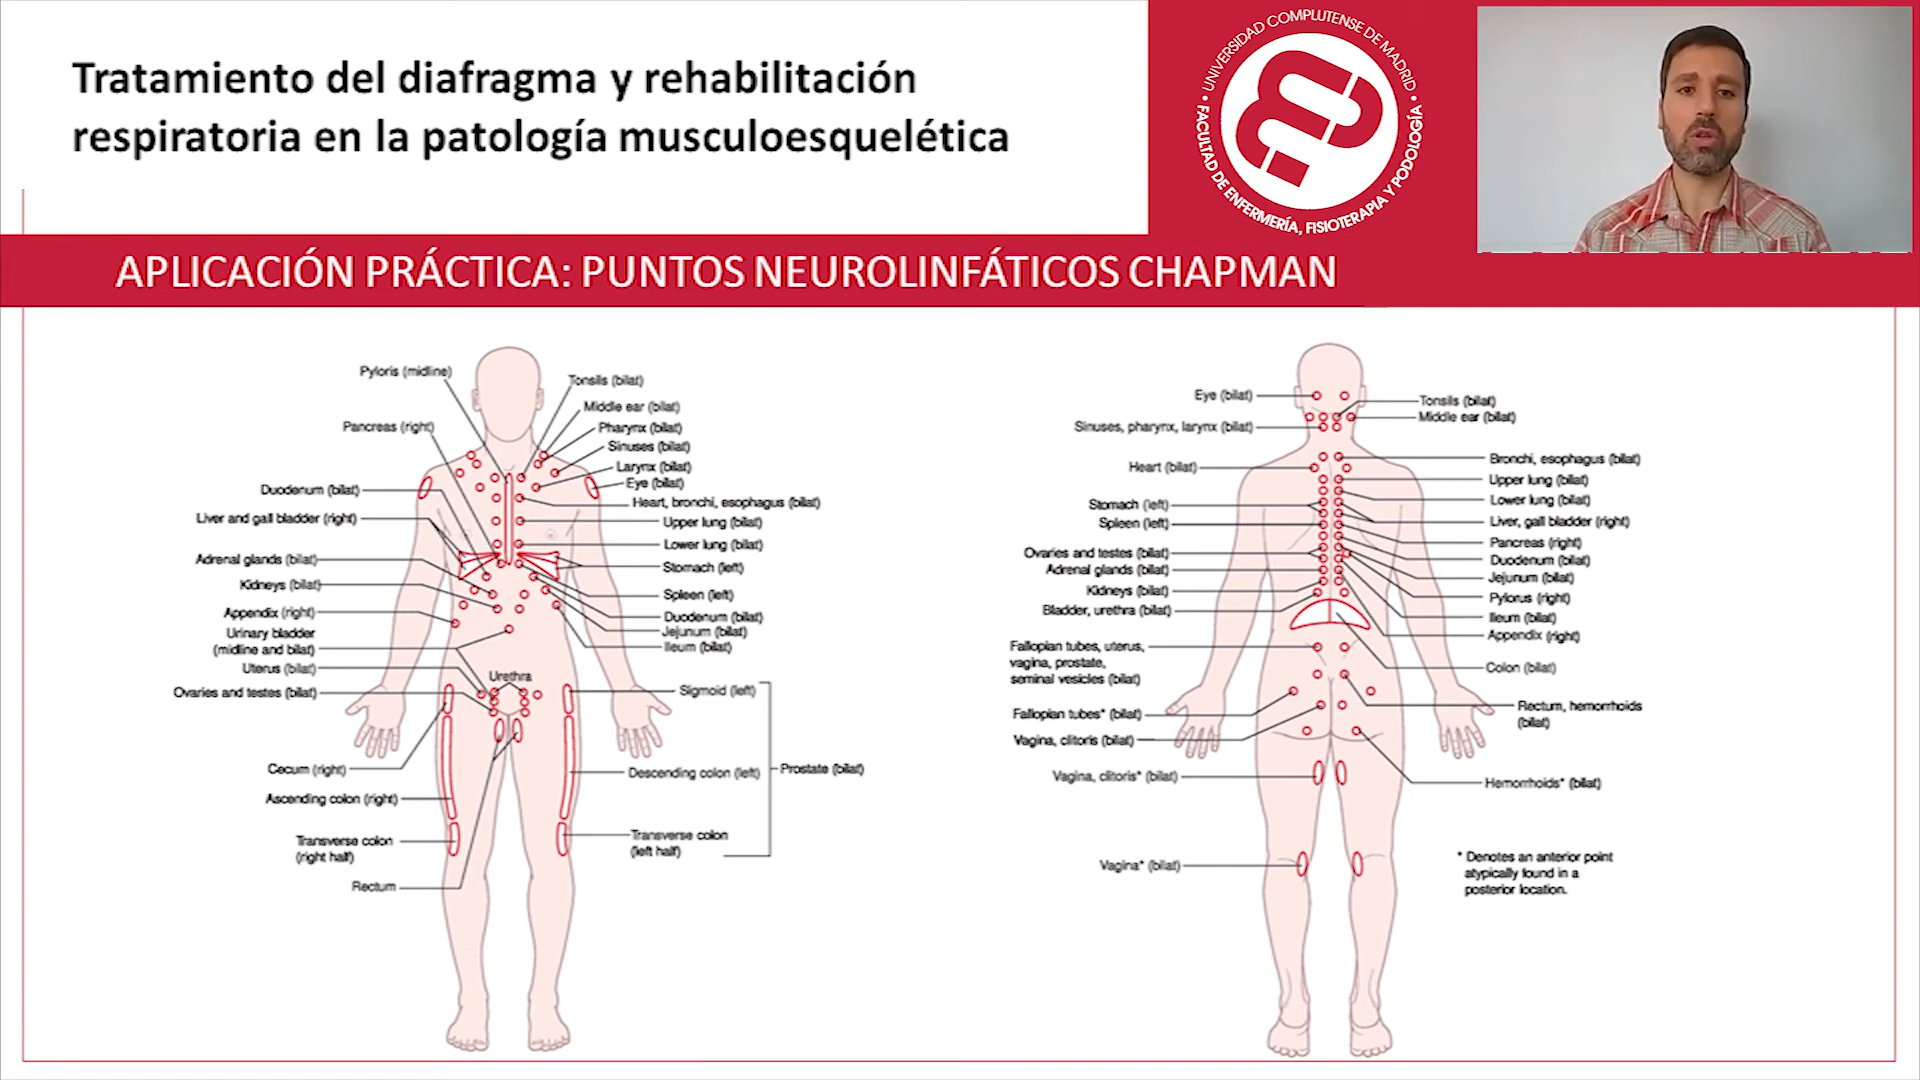 Tratamiento del diafragma y rehabilitación
respiratoria en la patología musculoesquelética
• UNIVERSIDAD COMPLUTENSE DE MADRID •
FACULTAD DE ENFERMERÍA, FISIOTERAPIA Y PODOLOGÍA
APLICACIÓN PRÁCTICA: PUNTOS NEUROLINFÁTICOS CHAPMAN
Pyloris (midline)
Pancreas (right)
Duodenum (bilat)
Liver and gall bladder (right)
Adrenal glands (bilat)
Kidneys (bilat)
Appendix (right)
Urinary bladder
(midline and bilat)
Uterus (bilat)
Ovaries and testes (bilat)
Cecum (right)
Ascending colon (right)
Transverse colon
(right half)
Rectum
Urethra
Tonsils (bilat)
Middle ear (bilat)
Pharynx (bilat)
Sinuses (bilat)
Larynx (bilat)
Eye (bilat)
Heart, bronchi, esophagus (bilat)
Upper lung (bilat)
Lower lung (bilat)
Stomach (left)
Spleen (left)
Duodenum (bilat)
Jejunum (bilat)
Ileum (bilat)
Sigmoid (left)
Descending colon (left)
Prostate (bilat)
Transverse colon
(left half)
Eye (bilat)
Sinuses, pharynx, larynx (bilat)
Heart (bilat)
Stomach (left)
Spleen (left)
Ovaries and testes (bilat)
Adrenal glands (bilat)
Kidneys (bilat)
Bladder, urethra (bilat)
Fallopian tubes, uterus,
vagina, prostate,
seminal vesicles (bilat)
Fallopian tubes* (bilat)
Vagina, clitoris (bilat)
Vagina, clitoris* (bilat)
Vagina* (bilat)
Tonsils (bilat)
Middle ear (bilat)
Bronchi, esophagus (bilat)
Upper lung (bilat)
Lower lung (bilat)
Liver, gall bladder (right)
Pancreas (right)
Duodenum (bilat)
Jejunum (bilat)
Pylorus (right)
Ileum (bilat)
Appendix (right)
Colon (bilat)
Rectum, hemorrhoids
(bilat)
Hemorrhoids* (bilat)
* Denotes an anterior point
atypically found in a
posterior location.